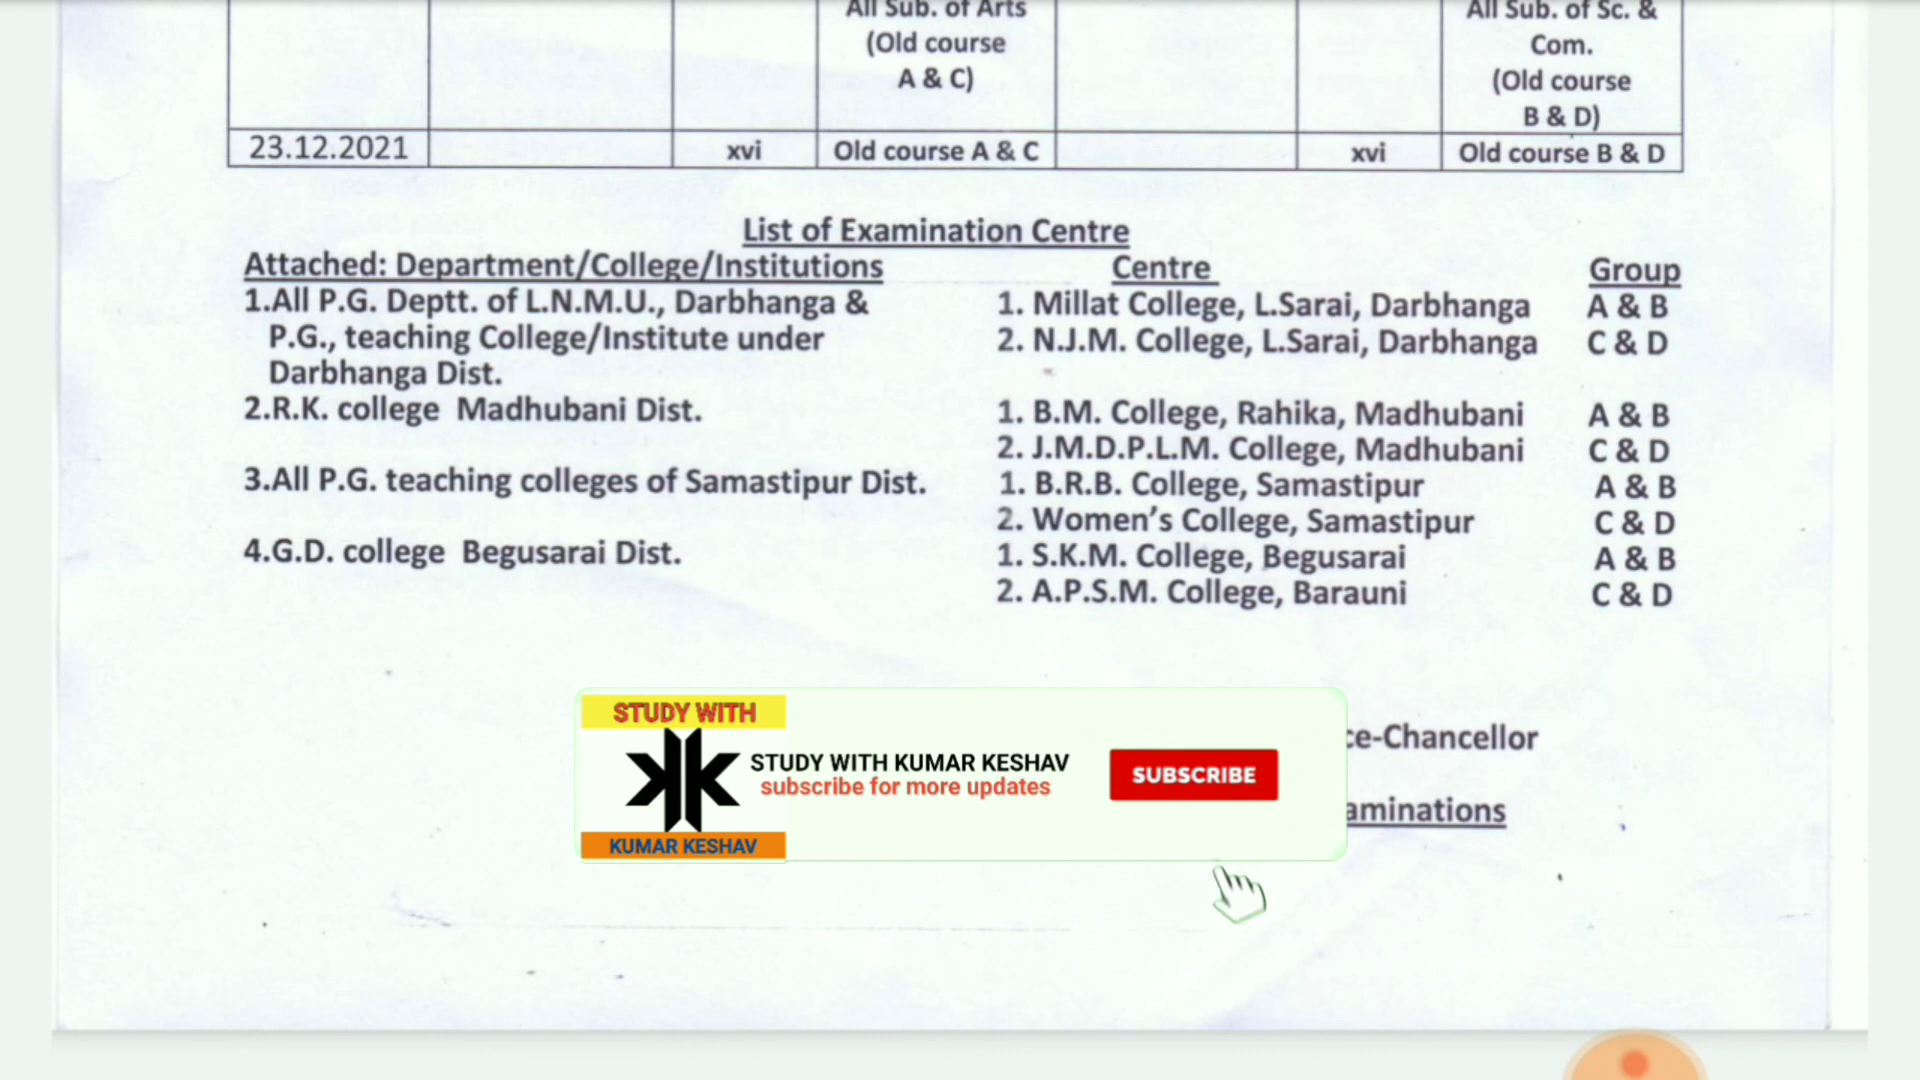 All Sub. of Arts
(Old course
A & C)
All Sub. of Sc. &
Com.
(Old course
B & D)
23.12.2021 xvi Old course A & C xvi Old course B & D
List of Examination Centre
Attached: Department/College/Institutions Centre Group
1.All P.G. Deptt. of L.N.M.U., Darbhanga & 1. Millat College, L.Sarai, Darbhanga A & B
P.G., teaching College/Institute under 2. N.J.M. College, L.Sarai, Darbhanga C & D
Darbhanga Dist.
2.R.K. college Madhubani Dist. 1. B.M. College, Rahika, Madhubani A & B
2. J.M.D.P.L.M. College, Madhubani C & D
3.All P.G. teaching colleges of Samastipur Dist. 1. B.R.B. College, Samastipur A & B
2. Women's College, Samastipur C & D
4.G.D. college Begusarai Dist. 1. S.K.M. College, Begusarai A & B
2. A.P.S.M. College, Barauni C & D
ce-Chancellor
aminations
STUDY WITH
KUMAR KESHAV
STUDY WITH KUMAR KESHAV
subscribe for more updates
SUBSCRIBE